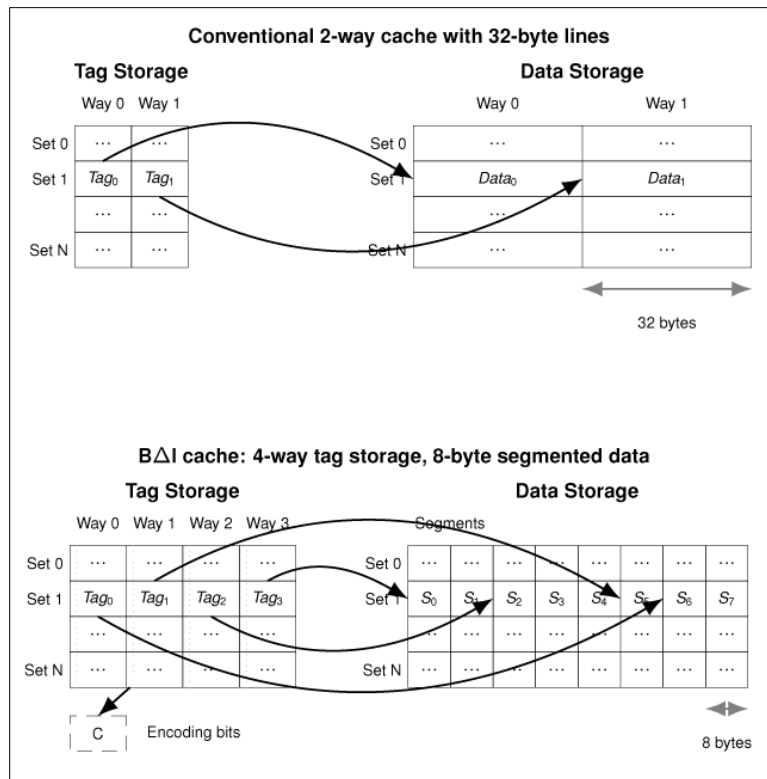 Conventional 2-way cache with 32-byte lines
Tag Storage Data Storage
Way 0 Way 1 Way 0 Way 1
Set 0 ... ... Set 0 ... ...
Set 1 Tag0 Tag1 Set 1 Data0 Data1
... ... ... ...
Set N ... ... Set N ... ...
32 bytes
B△I cache: 4-way tag storage, 8-byte segmented data
Tag Storage Data Storage
Way 0 Way 1 Way 2 Way 3 Segments
Set 0 ... ... ... ... Set 0 ... ... ... ... ... ... ... ...
Set 1 Tag0 Tag1 Tag2 Tag3 Set 1 S0 S1 S2 S3 S4 S5 S6 S7
... ... ... ... ... ... ... ... ... ... ... ...
Set N ... ... ... ... Set N ... ... ... ... ... ... ... ...
C Encoding bits 8 bytes